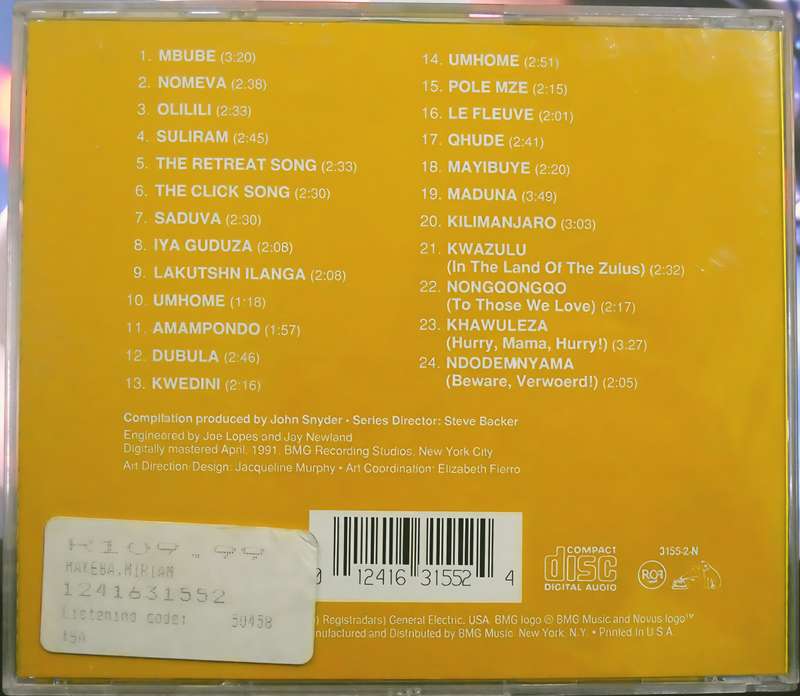 1. MBUBE (3:20)
2. NOMEVA (2.38)
3. OLILILI (2:33)
4. SULIRAM (2:45)
5. THE RETREAT SONG (2:33)
6. THE CLICK SONG (2:30)
7. SADUVA (2:30)
8. IYA GUDUZA (2:08)
9. LAKUTSHN ILANGA (2:08)
10. UMHOME (1:18)
11. AMAMPONDO (1:57)
12. DUBULA (2:46)
13. KWEDINI (2:16)
14. UMHOME (2:51)
15. POLE MZE (2:15)
16. LE FLEUVE (2:01)
17. QHUDE (2:41)
18. MAYIBUYE (2:20)
19. MADUNA (3:49)
20. KILIMANJARO (3:03)
21. KWAZULU
(In The Land Of The Zulus) (2:32)
22. NONGQONGQO
(To Those We Love) (2:17)
23. KHAWULEZA
(Hurry, Mama, Hurry!) (3.27)
24. NDODEMNYAMA
(Beware, Verwoerd!) (2:05)
Compilation produced by John Snyder • Series Director: Steve Backer
Engineered by Joe Lopes and Jay Newland
Digitally mastered April, 1991, BMG Recording Studios, New York City
Art Direction Design: Jacqueline Murphy • Art Coordination: Elizabeth Fierro
R109.99
MAKEBA,MIRIAM
1241631552
Listening code: 50458
0 12416 31552 4
COMPACT
disc
DIGITAL AUDIO
RCA
3155-2-N
) Registradars) General Electric, USA. BMG logo ® BMG Music and Novus logo™
nufactured and Distributed by BMG Music. New York, N.Y. • Printed In U.S.A.